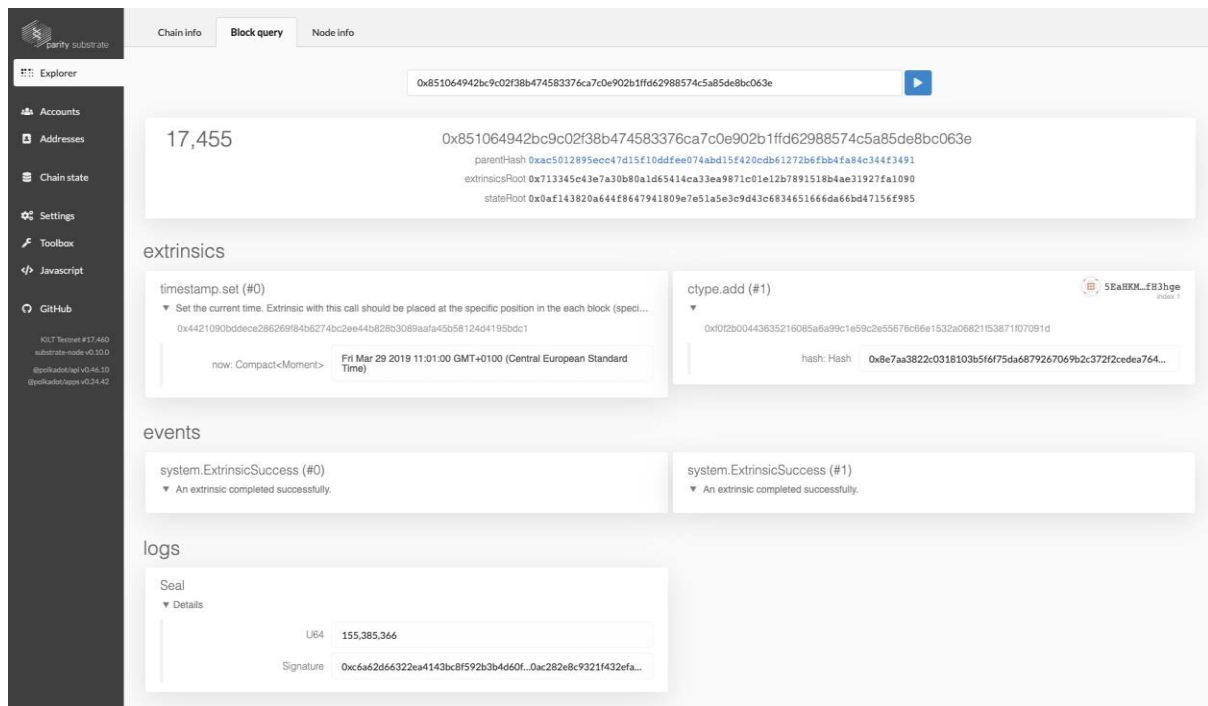 parity substrate
Explorer
Accounts
Addresses
Chain state
Settings
Toolbox
Javascript
GitHub
KILT Testnet #17,460
substrate-node v0.10.0
@polkadot/api v0.46.10
@polkadot/apps v0.24.42
Chain info Block query Node info
0x851064942bc9c02f38b474583376ca7c0e902b1ffd62988574c5a85de8bc063e
17,455
0x851064942bc9c02f38b474583376ca7c0e902b1ffd62988574c5a85de8bc063e
parentHash 0xac5012895ecc47d15f10ddfee074abd15f420cdb61272b6fbb4fa84c344f3491
extrinsicsRoot 0x713345c43e7a30b80a1d65414ca33ea9871c01e12b7891518b4ae31927fa1090
stateRoot 0x0af143820a644f8647941809e7e51a5e3c9d43c6834651666da66bd47156f985
extrinsics
timestamp.set (#0)
Set the current time. Extrinsic with this call should be placed at the specific position in the each block (speci...
0x4421090bddece286269f84b6274bc2ee44b828b3089aafa45b58124d4195bdc1
now: Compact<Moment> Fri Mar 29 2019 11:01:00 GMT+0100 (Central European Standard
Time)
ctype.add (#1)
5EaHKM…fH3hge
index 1
0xf0f2b00443635216085a6a99c1e59c2e55676c66e1532a06821f53871f07091d
hash: Hash 0x8e7aa3822c0318103b5f6f75da6879267069b2c372f2cedea764...
events
system.ExtrinsicSuccess (#0)
An extrinsic completed successfully.
system.ExtrinsicSuccess (#1)
An extrinsic completed successfully.
logs
Seal
Details
U64 155,385,366
Signature 0xc6a62d66322ea4143bc8f592b3b4d60f...0ac282e8c9321f432efa...